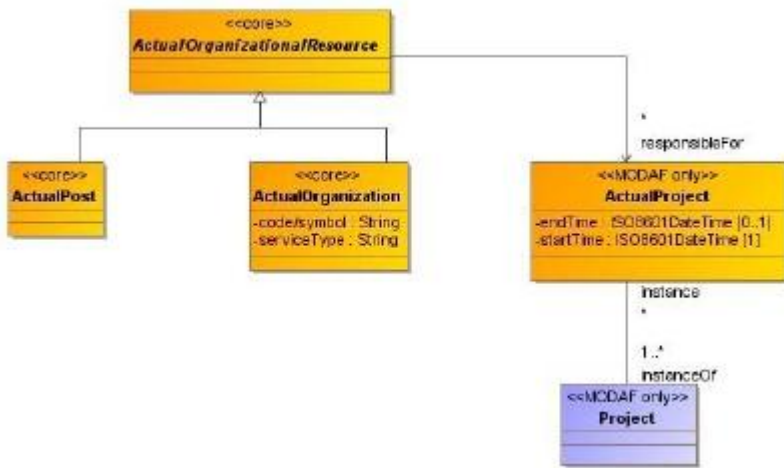 <<core>>
ActualOrganizationalResource
*
responsibleFor
<<core>>
ActualPost
<<core>>
ActualOrganization
-code/symbol : String
-serviceType : String
<<MODAF only>>
ActualProject
-endTime : ISO8601DateTime [0..1]
-startTime : ISO8601DateTime [1]
instance
*
1..*
instanceOf
<<MODAF only>>
Project